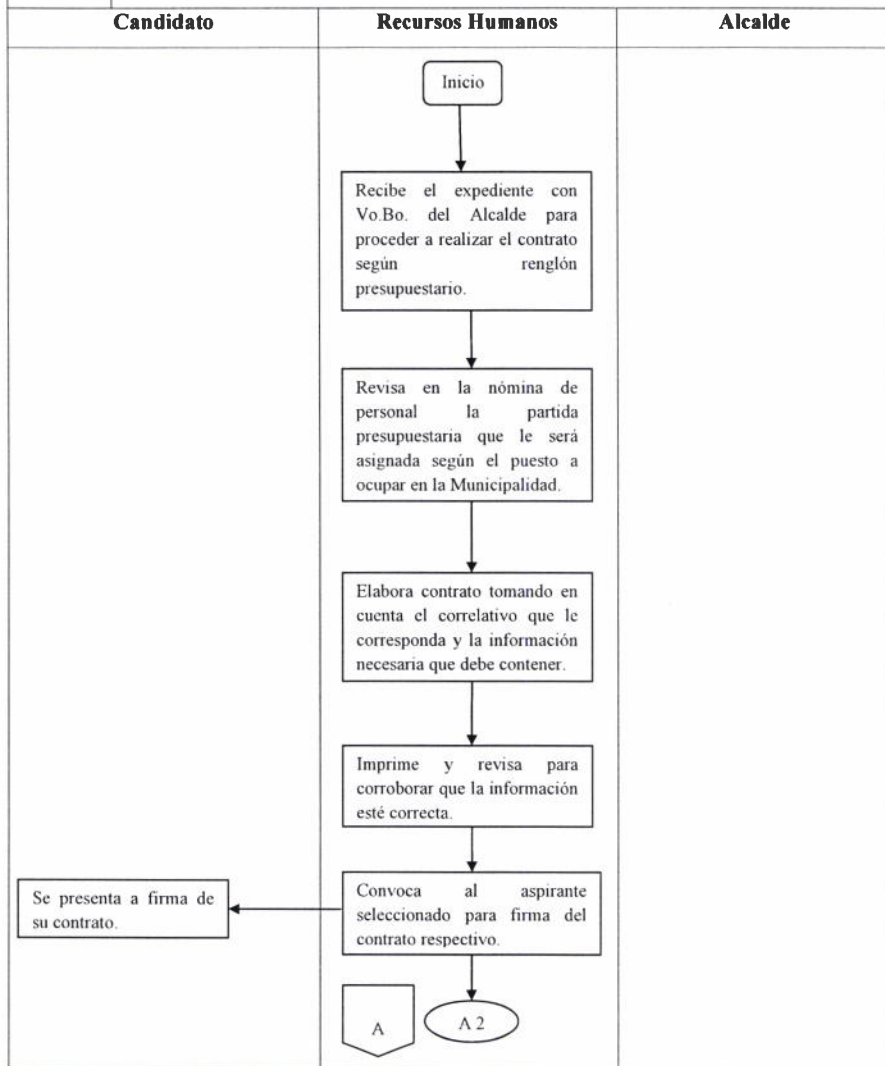 Candidato Recursos Humanos Alcalde
Inicio
Recibe el expediente con
Vo.Bo. del Alcalde para
proceder a realizar el contrato
según renglón
presupuestario.
Revisa en la nómina de
personal la partida
presupuestaria que le será
asignada según el puesto a
ocupar en la Municipalidad.
Elabora contrato tomando en
cuenta el correlativo que le
corresponda y la información
necesaria que debe contener.
Imprime y revisa para
corroborar que la información
esté correcta.
Se presenta a firma de
su contrato.
Convoca al aspirante
seleccionado para firma del
contrato respectivo.
A
A 2